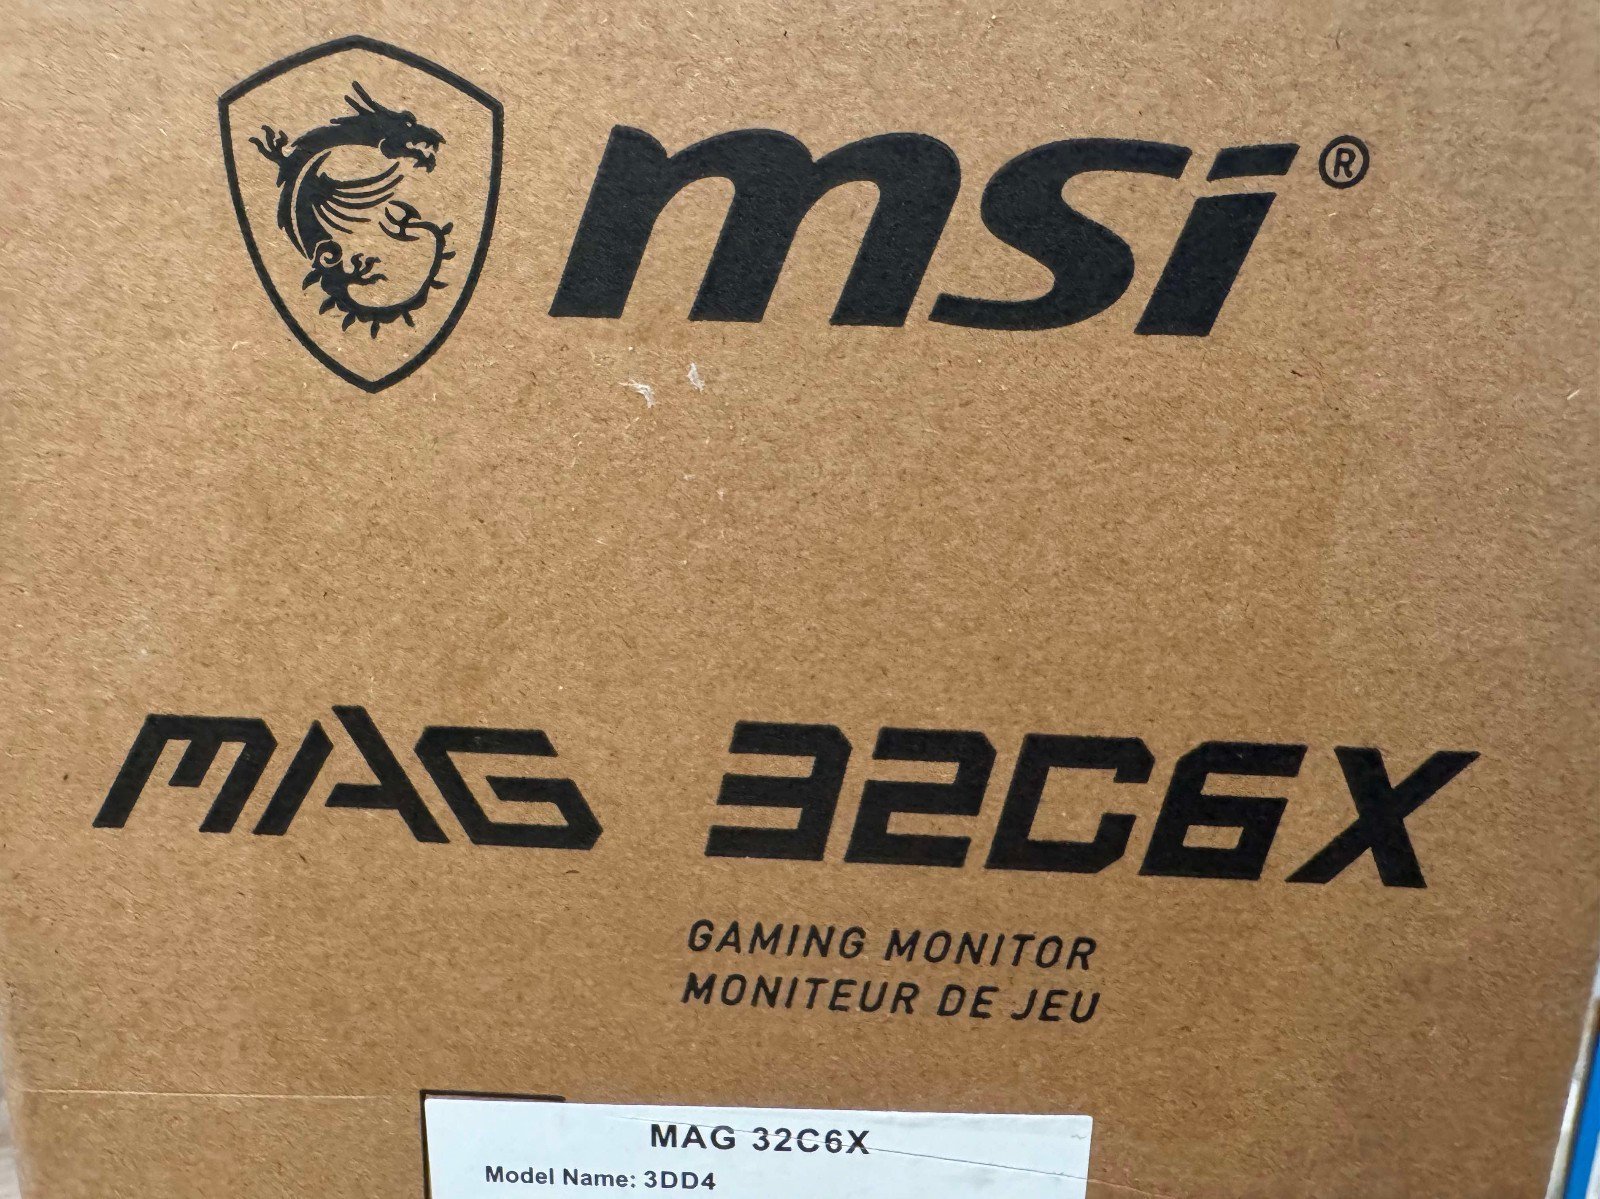 msi®
MAG 32C6X
GAMING MONITOR
MONITEUR DE JEU
MAG 32C6X
Model Name: 3DD4